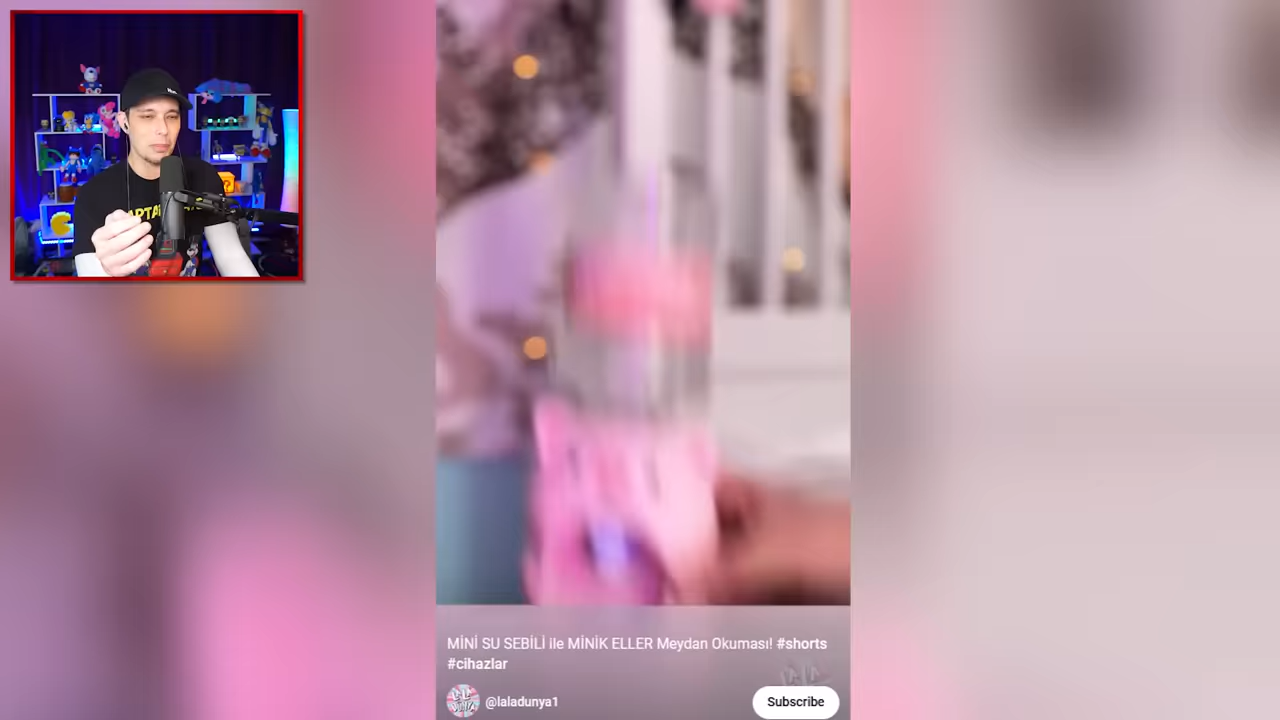 MİNİ SU SEBİLİ ile MİNİK ELLER Meydan Okuması! #shorts
#cihazlar
@laladunya1
Subscribe